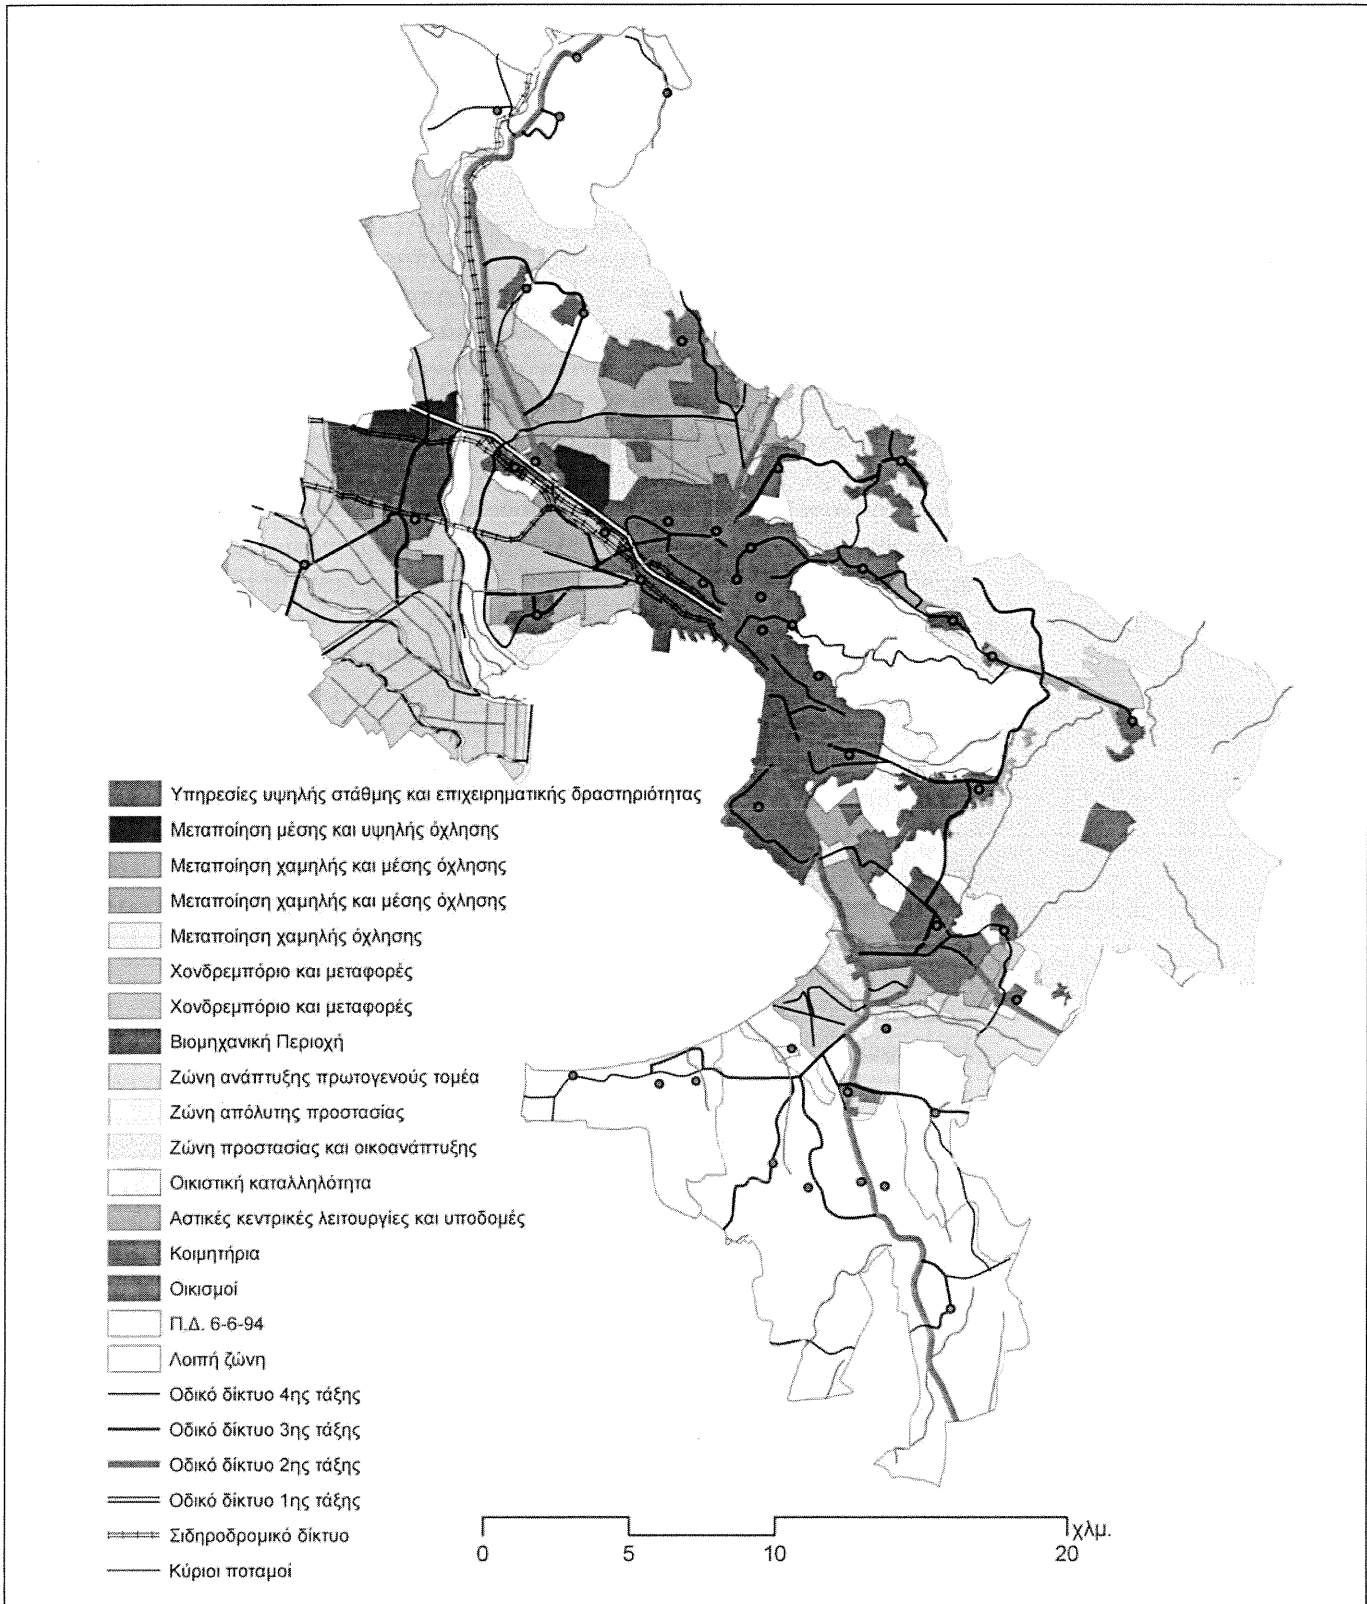 Υπηρεσίες υψηλής στάθμης και επιχειρηματικής δραστηριότητας
Μεταποίηση μέσης και υψηλής όχλησης
Μεταποίηση χαμηλής και μέσης όχλησης
Μεταποίηση χαμηλής και μέσης όχλησης
Μεταποίηση χαμηλής όχλησης
Χονδρεμπόριο και μεταφορές
Χονδρεμπόριο και μεταφορές
Βιομηχανική Περιοχή
Ζώνη ανάπτυξης πρωτογενούς τομέα
Ζώνη απόλυτης προστασίας
Ζώνη προστασίας και οικοανάπτυξης
Οικιστική καταλληλότητα
Αστικές κεντρικές λειτουργίες και υποδομές
Κοιμητήρια
Οικισμοί
Π.Δ. 6-6-94
Λοιπή ζώνη
Οδικό δίκτυο 4ης τάξης
Οδικό δίκτυο 3ης τάξης
Οδικό δίκτυο 2ης τάξης
Οδικό δίκτυο 1ης τάξης
Σιδηροδρομικό δίκτυο
Κύριοι ποταμοί
χλμ.
0 5 10 20